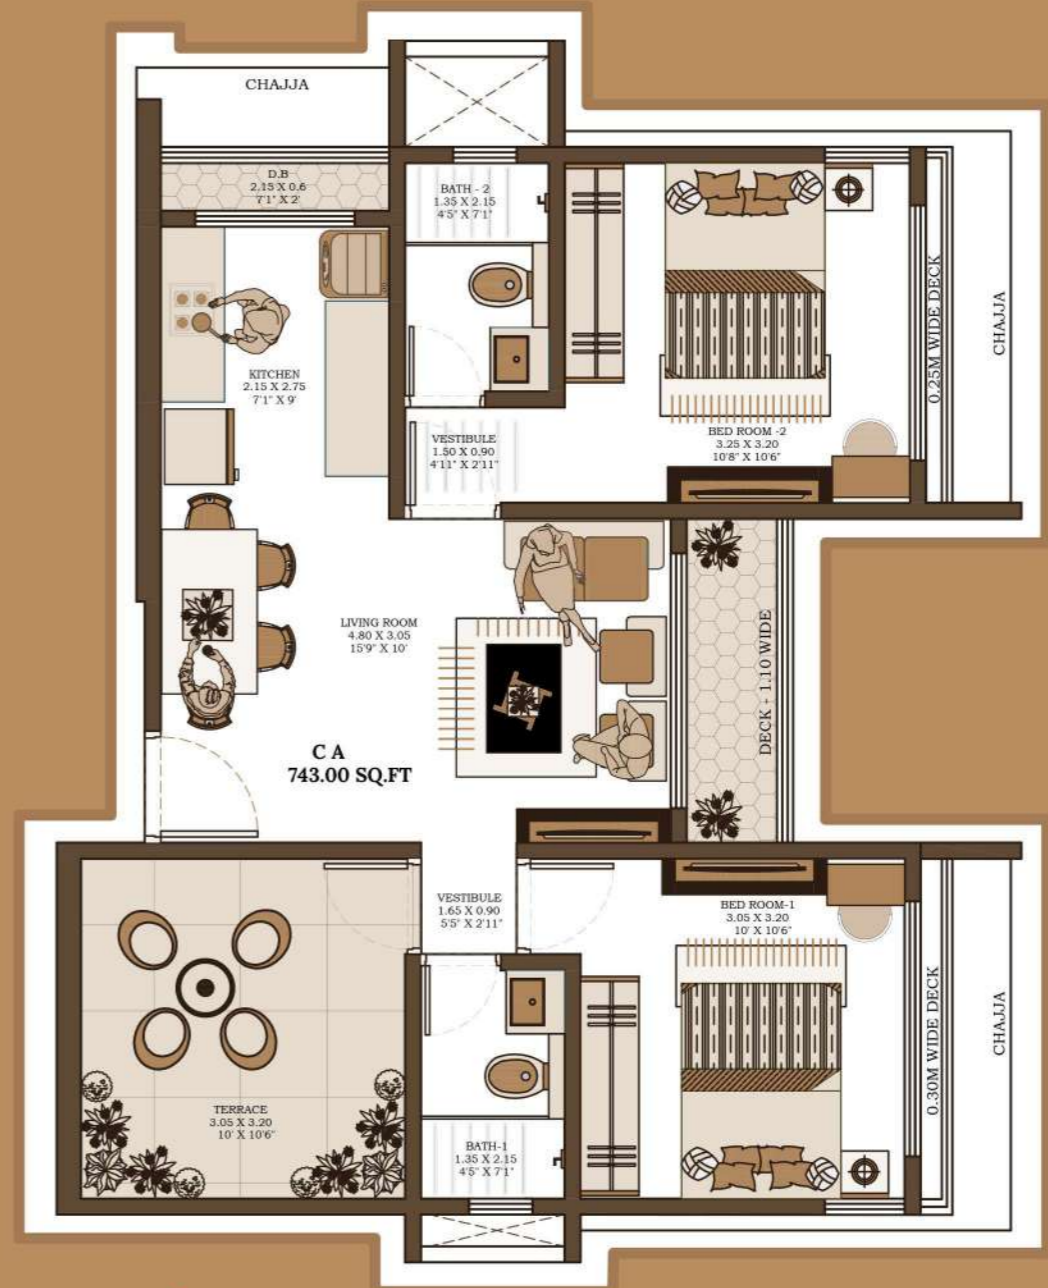 CHAJJA
D.B
2.15 X 0.6
7'1" X 2'
BATH - 2
1.35 X 2.15
4'5" X 7'1"
KITCHEN
2.15 X 2.75
7'1" X 9'
VESTIBULE
1.50 X 0.90
4'11" X 2'11"
BED ROOM -2
3.25 X 3.20
10'8" X 10'6"
0.25M WIDE DECK
CHAJJA
LIVING ROOM
4.80 X 3.05
15'9" X 10'
DECK - 1.10 WIDE
C A
743.00 SQ.FT
VESTIBULE
1.65 X 0.90
5'5" X 2'11"
BED ROOM-1
3.05 X 3.20
10' X 10'6"
0.30M WIDE DECK
CHAJJA
TERRACE
3.05 X 3.20
10' X 10'6"
BATH-1
1.35 X 2.15
4'5" X 7'1"